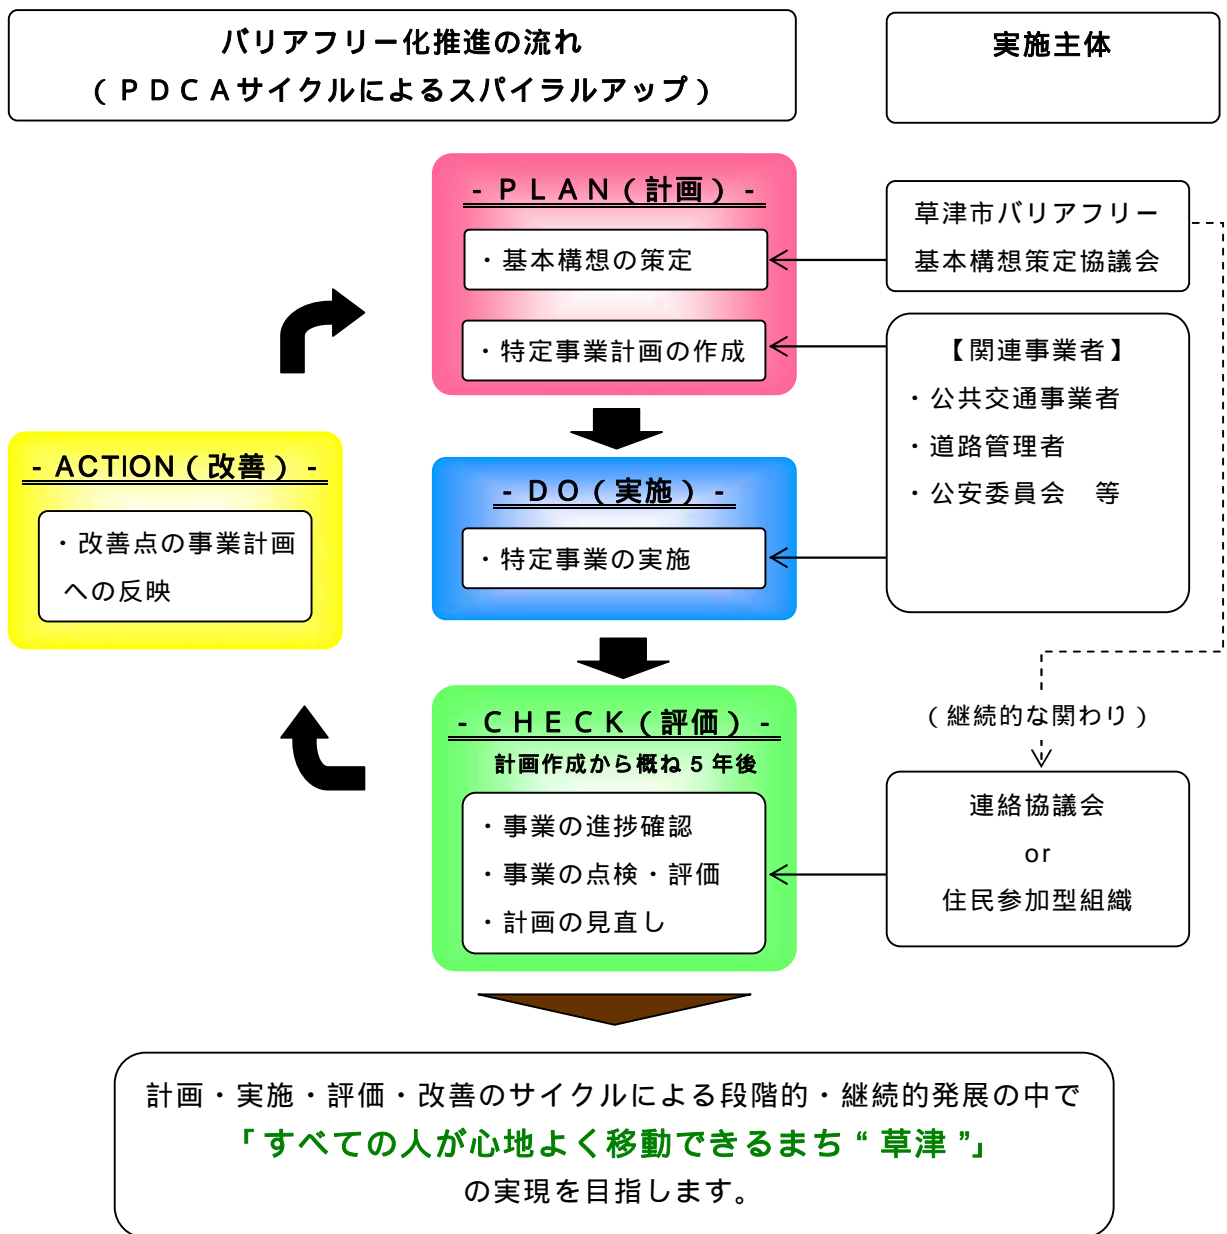 バリアフリー化推進の流れ
（ＰＤＣＡサイクルによるスパイラルアップ）
実施主体
- ＰＬＡＮ（計画） -
・基本構想の策定
・特定事業計画の作成
草津市バリアフリー
基本構想策定協議会
【関連事業者】
・公共交通事業者
・道路管理者
・公安委員会　等
- ACTION（改善） -
・改善点の事業計画
への反映
- ＤＯ（実施） -
・特定事業の実施
- ＣＨＥＣＫ（評価） -
計画作成から概ね５年後
・事業の進捗確認
・事業の点検・評価
・計画の見直し
（継続的な関わり）
連絡協議会
or
住民参加型組織
計画・実施・評価・改善のサイクルによる段階的・継続的発展の中で
「すべての人が心地よく移動できるまち“草津”」
の実現を目指します。